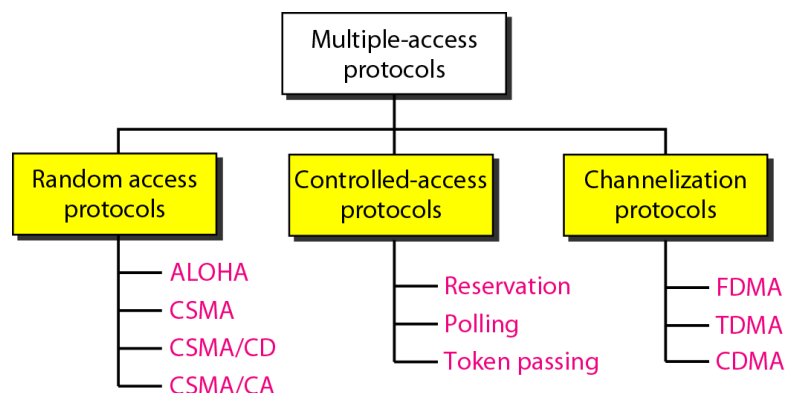 Multiple-access
protocols
Random access
protocols
Controlled-access
protocols
Channelization
protocols
ALOHA
CSMA
CSMA/CD
CSMA/CA
Reservation
Polling
Token passing
FDMA
TDMA
CDMA